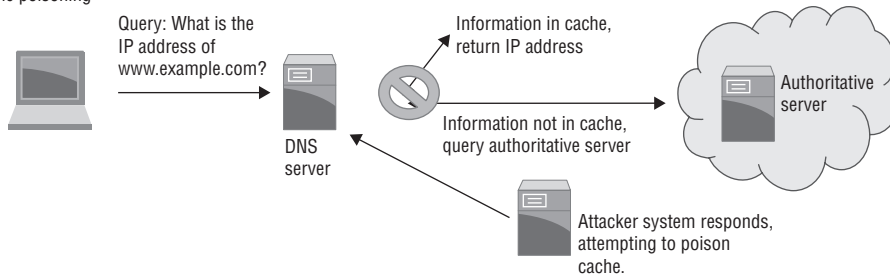 poisoning
Query: What is the
IP address of
www.example.com?
DNS
server
Information in cache,
return IP address
Information not in cache,
query authoritative server
Authoritative
server
Attacker system responds,
attempting to poison
cache.